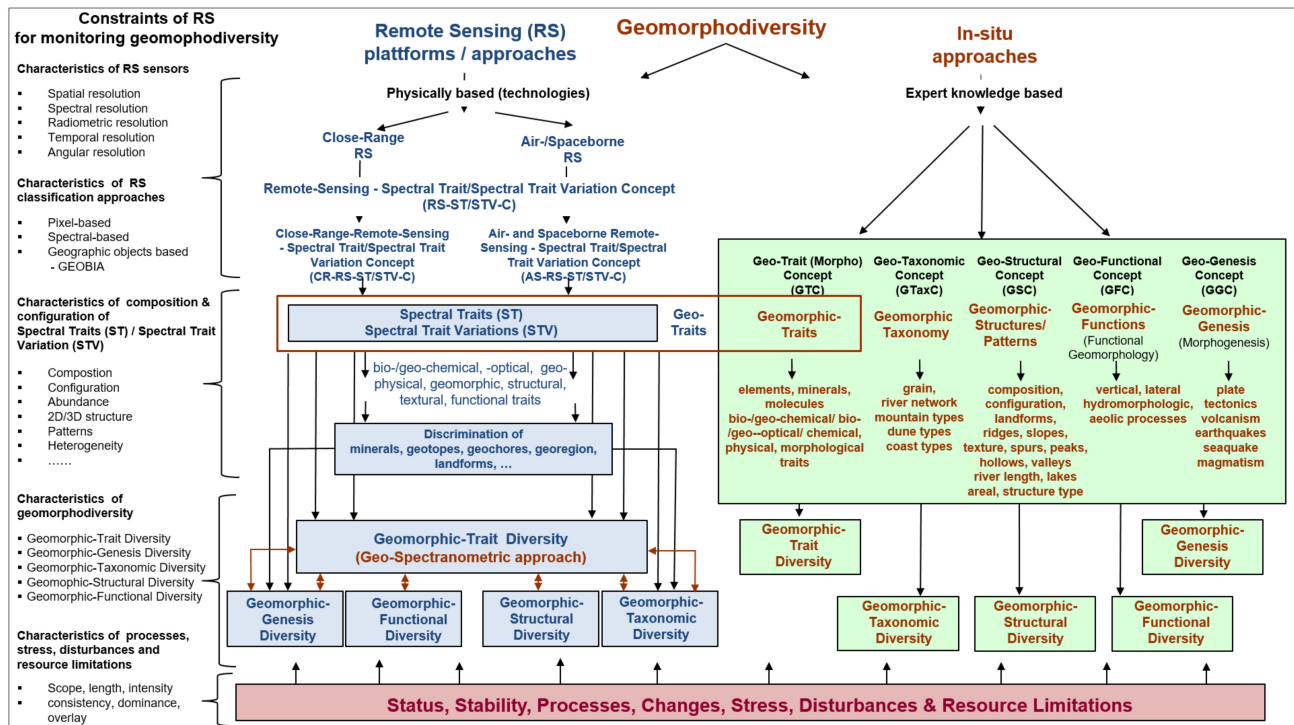 Constraints of RS
for monitoring geomophodiversity
Characteristics of RS sensors
▪ Spatial resolution
▪ Spectral resolution
▪ Radiometric resolution
▪ Temporal resolution
▪ Angular resolution
Characteristics of RS
classification approaches
▪ Pixel-based
▪ Spectral-based
▪ Geographic objects based
- GEOBIA
Characteristics of composition &
configuration of
Spectral Traits (ST) / Spectral Trait
Variation (STV)
▪ Compostion
▪ Configuration
▪ Abundance
▪ 2D/3D structure
▪ Patterns
▪ Heterogeneity
▪ ......
Characteristics of
geomorphodiversity
▪ Geomorphic-Trait Diversity
▪ Geomorphic-Genesis Diversity
▪ Geomorphic-Taxonomic Diversity
▪ Geomophic-Structural Diversity
▪ Geomorphic-Functional Diversity
Characteristics of processes,
stress, disturbances and
resource limitations
▪ Scope, length, intensity
▪ consistency, dominance,
overlay
Remote Sensing (RS)
plattforms / approaches
Geomorphodiversity
In-situ
approaches
Physically based (technologies)
Expert knowledge based
Close-Range
RS
Air-/Spaceborne
RS
Remote-Sensing - Spectral Trait/Spectral Trait Variation Concept
(RS-ST/STV-C)
Close-Range-Remote-Sensing
- Spectral Trait/Spectral Trait
Variation Concept
(CR-RS-ST/STV-C)
Air- and Spaceborne Remote-
Sensing - Spectral Trait/Spectral
Trait Variation Concept
(AS-RS-ST/STV-C)
Spectral Traits (ST)
Spectral Trait Variations (STV)
Geo-
Traits
bio-/geo-chemical, -optical, geo-
physical, geomorphic, structural,
textural, functional traits
Discrimination of
minerals, geotopes, geochores, georegion,
landforms, ...
Geomorphic-Trait Diversity
(Geo-Spectranometric approach)
Geomorphic-
Genesis
Diversity
Geomorphic-
Functional
Diversity
Geomorphic-
Structural
Diversity
Geomorphic-
Taxonomic
Diversity
Geo-Trait (Morpho)
Concept
(GTC)
Geomorphic-
Traits
elements, minerals,
molecules
bio-/geo-chemical/ bio-
/geo--optical/ chemical,
physical, morphological
traits
Geo-Taxonomic
Concept
(GTaxC)
Geomorphic
Taxonomy
grain,
river network
mountain types
dune types
coast types
Geo-Structural
Concept
(GSC)
Geomorphic-
Structures/
Patterns
composition,
configuration,
landforms,
ridges, slopes,
texture, spurs, peaks,
hollows, valleys
river length, lakes
areal, structure type
Geo-Functional
Concept
(GFC)
Geomorphic-
Functions
(Functional
Geomorphology)
vertical, lateral
hydromorphologic,
aeolic processes
Geo-Genesis
Concept
(GGC)
Geomorphic-
Genesis
(Morphogenesis)
plate
tectonics
volcanism
earthquakes
seaquake
magmatism
Geomorphic-
Trait
Diversity
Geomorphic-
Genesis
Diversity
Geomorphic-
Taxonomic
Diversity
Geomorphic-
Structural
Diversity
Geomorphic-
Functional
Diversity
Status, Stability, Processes, Changes, Stress, Disturbances & Resource Limitations